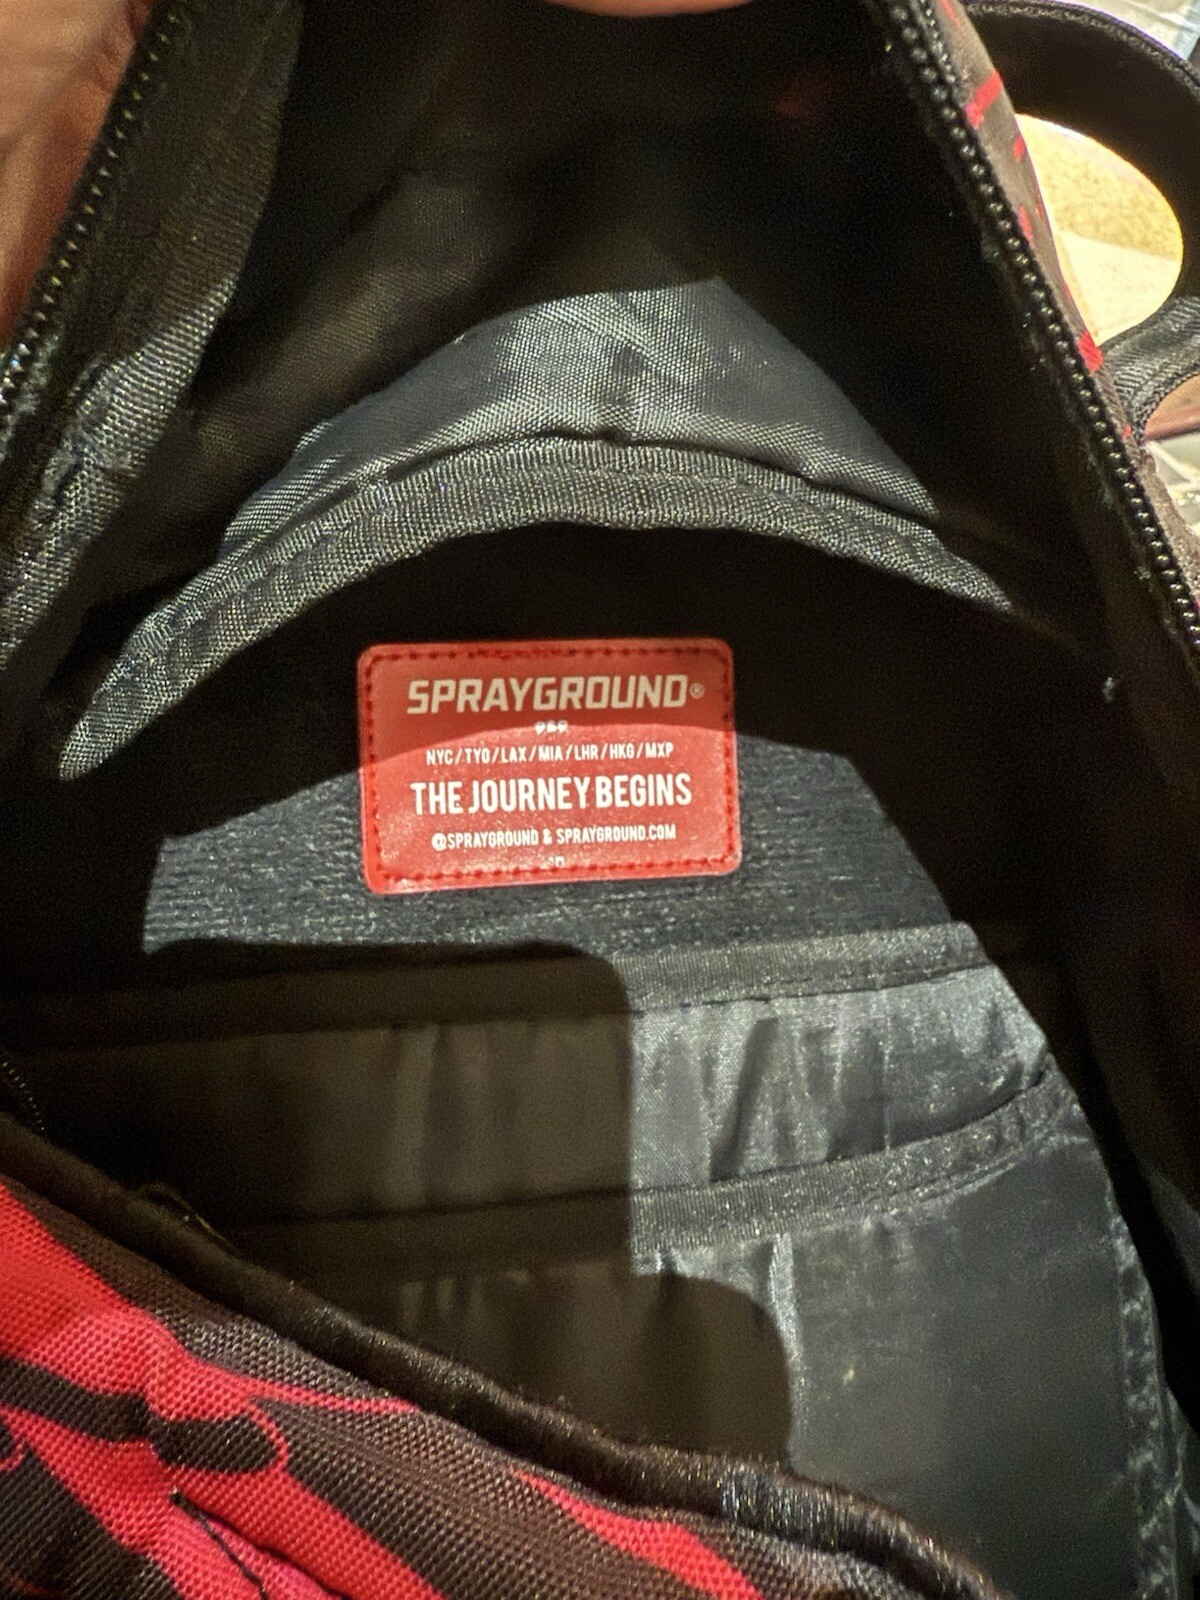 SPRAYGROUND®
NYC / TYO / LAX / MIA / LHR / HKG / MXP
THE JOURNEY BEGINS
@SPRAYGROUND & SPRAYGROUND.COM